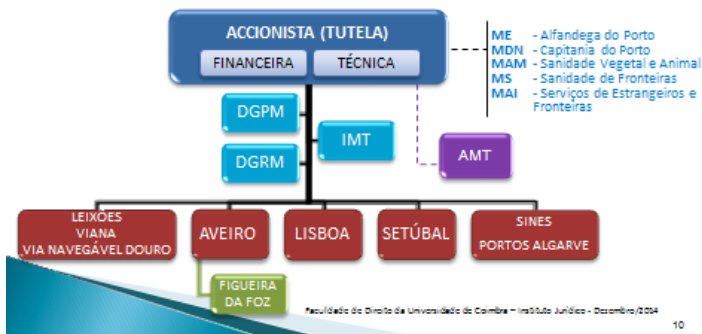 ACCIONISTA (TUTELA)
FINANCEIRA
TÉCNICA
ME - Alfandega do Porto
MDN - Capitania do Porto
MAM - Sanidade Vegetal e Animal
MS - Sanidade de Fronteiras
MAI - Serviços de Estrangeiros e
Fronteiras
DGPM
IMT
DGRM
AMT
LEIXÕES
VIANA
VIA NAVEGÁVEL DOURO
AVEIRO
LISBOA
SETÚBAL
SINES
PORTOS ALGARVE
FIGUEIRA
DA FOZ
Faculdade de Direito da Universidade de Coimbra – Instituto Jurídico - Dezembro/2014
10